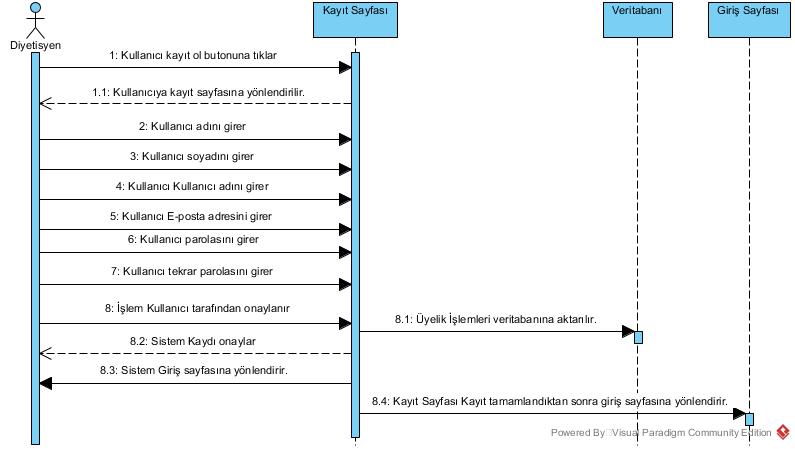 Kayıt Sayfası
Veritabanı
Giriş Sayfası
Diyetisyen
1: Kullanıcı kayıt ol butonuna tıklar
1.1: Kullanıcıya kayıt sayfasına yönlendirilir.
2: Kullanıcı adını girer
3: Kullanıcı soyadını girer
4: Kullanıcı Kullanıcı adını girer
5: Kullanıcı E-posta adresini girer
6: Kullanıcı parolasını girer
7: Kullanıcı tekrar parolasını girer
8: İşlem Kullanıcı tarafından onaylanır
8.1: Üyelik İşlemleri veritabanına aktarılır.
8.2: Sistem Kaydı onaylar
8.3: Sistem Giriş sayfasına yönlendirir.
8.4: Kayıt Sayfası Kayıt tamamlandıktan sonra giriş sayfasına yönlendirir.
Powered By Visual Paradigm Community Edition